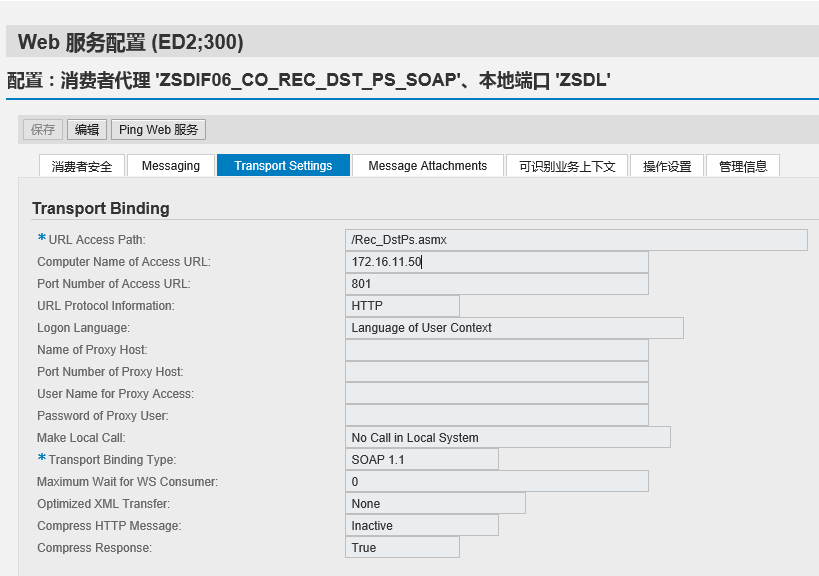 Web 服务配置 (ED2;300)
配置：消费者代理 'ZSDIF06_CO_REC_DST_PS_SOAP'、本地端口 'ZSDL'
保存 编辑 Ping Web 服务
消费者安全 Messaging Transport Settings Message Attachments 可识别业务上下文 操作设置 管理信息
Transport Binding
* URL Access Path: /Rec_DstPs.asmx
Computer Name of Access URL: 172.16.11.50
Port Number of Access URL: 801
URL Protocol Information: HTTP
Logon Language: Language of User Context
Name of Proxy Host:
Port Number of Proxy Host:
User Name for Proxy Access:
Password of Proxy User:
Make Local Call: No Call in Local System
* Transport Binding Type: SOAP 1.1
Maximum Wait for WS Consumer: 0
Optimized XML Transfer: None
Compress HTTP Message: Inactive
Compress Response: True